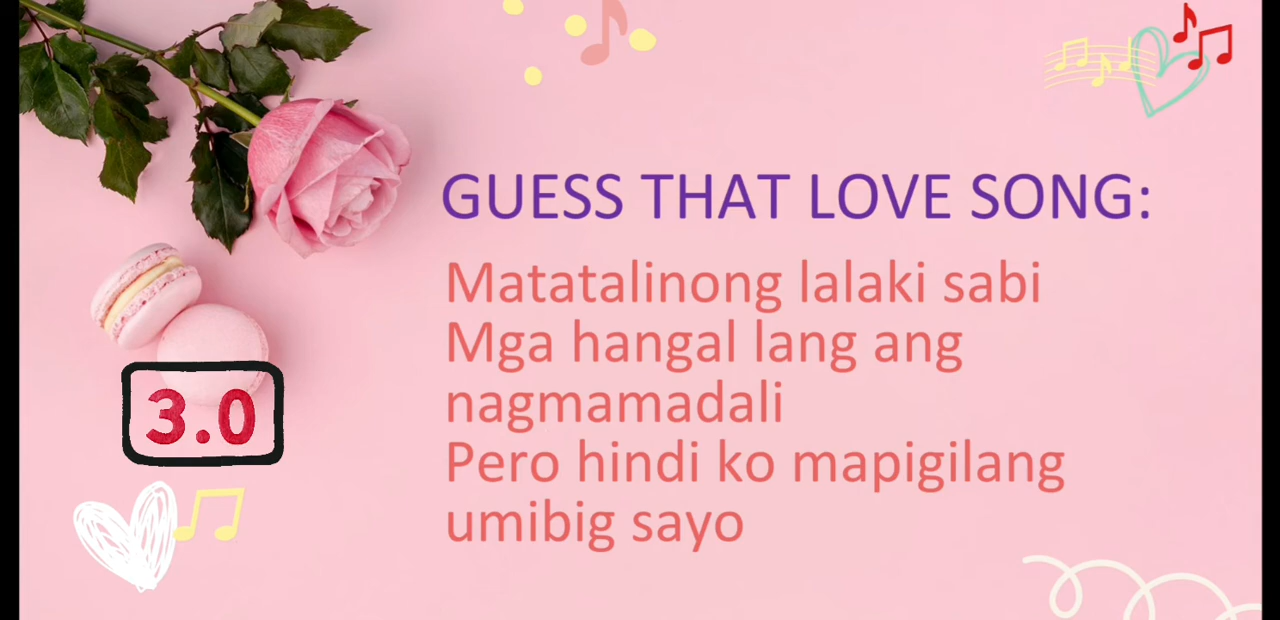 GUESS THAT LOVE SONG:
Matatalinong lalaki sabi
Mga hangal lang ang
nagmamadali
Pero hindi ko mapigilang
umibig sayo
3.0